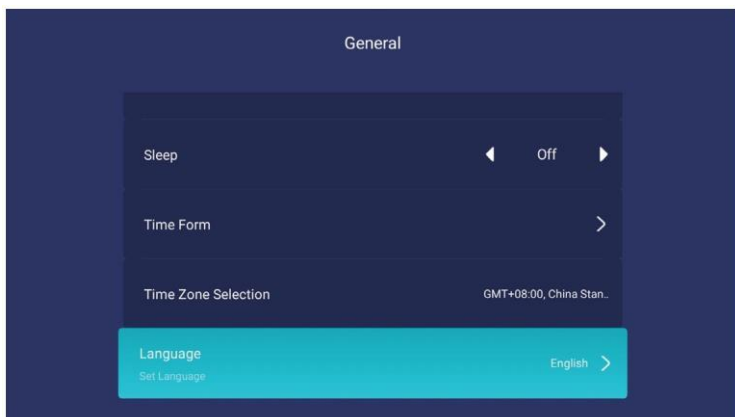 General
Sleep
Off
Time Form
Time Zone Selection
GMT+08:00, China Stan..
Language
English
Set Language